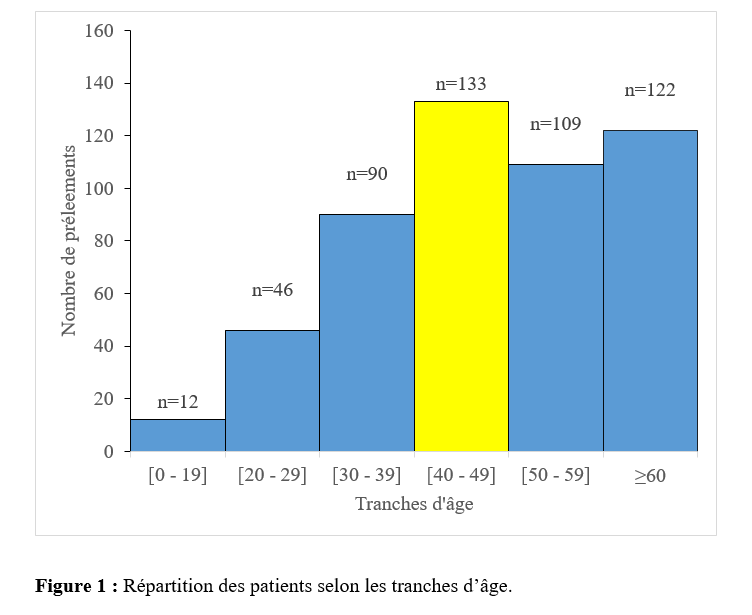 160
140
120
100
80
60
40
20
0
Nombre de préleements
n=12
n=46
n=90
n=133
n=109
n=122
[0 - 19] [20 - 29] [30 - 39] [40 - 49] [50 - 59] ≥60
Tranches d'âge
Figure 1 : Répartition des patients selon les tranches d’âge.